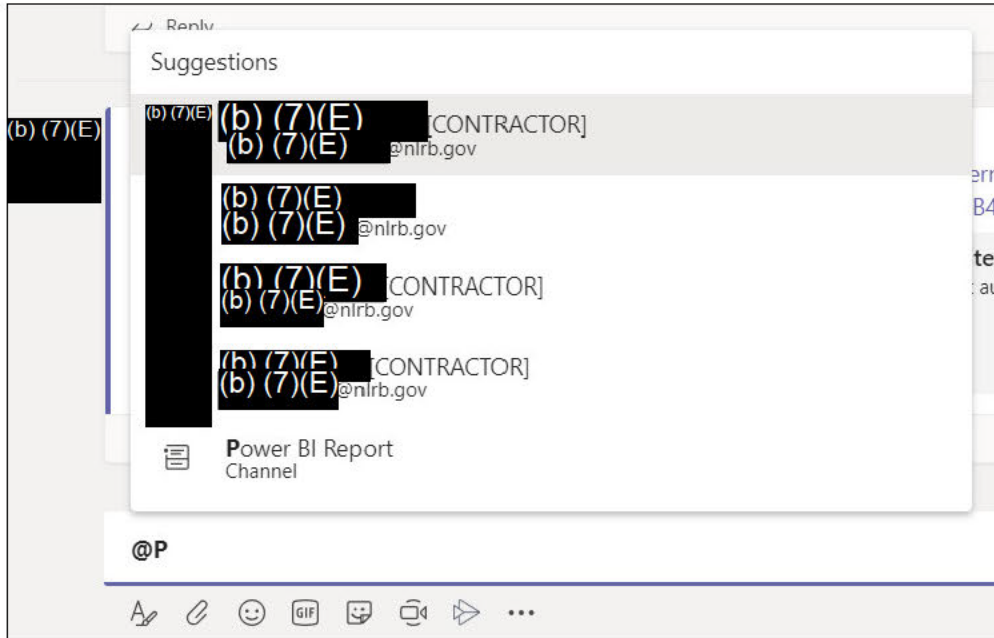 Reply
Suggestions
(b) (7)(E)
(b) (7)(E)
(b) (7)(E) [CONTRACTOR]
(b) (7)(E) @nlrb.gov
(b) (7)(E)
(b) (7)(E) @nlrb.gov
(b) (7)(E) [CONTRACTOR]
(b) (7)(E) @nlrb.gov
(b) (7)(E) [CONTRACTOR]
(b) (7)(E) @nlrb.gov
Power BI Report
Channel
@P
GIF